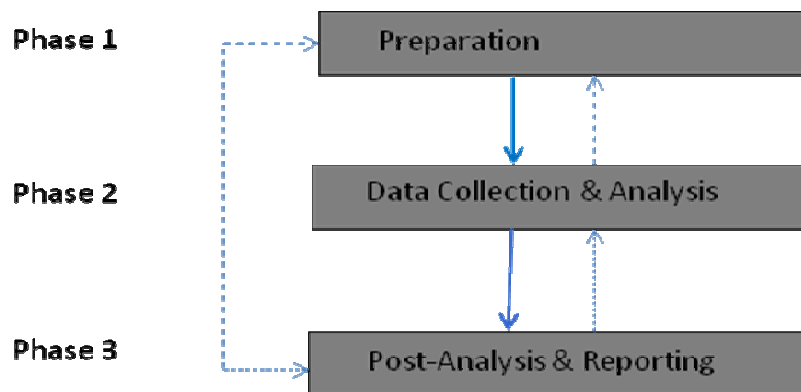 Phase 1
Preparation
Phase 2
Data Collection & Analysis
Phase 3
Post-Analysis & Reporting